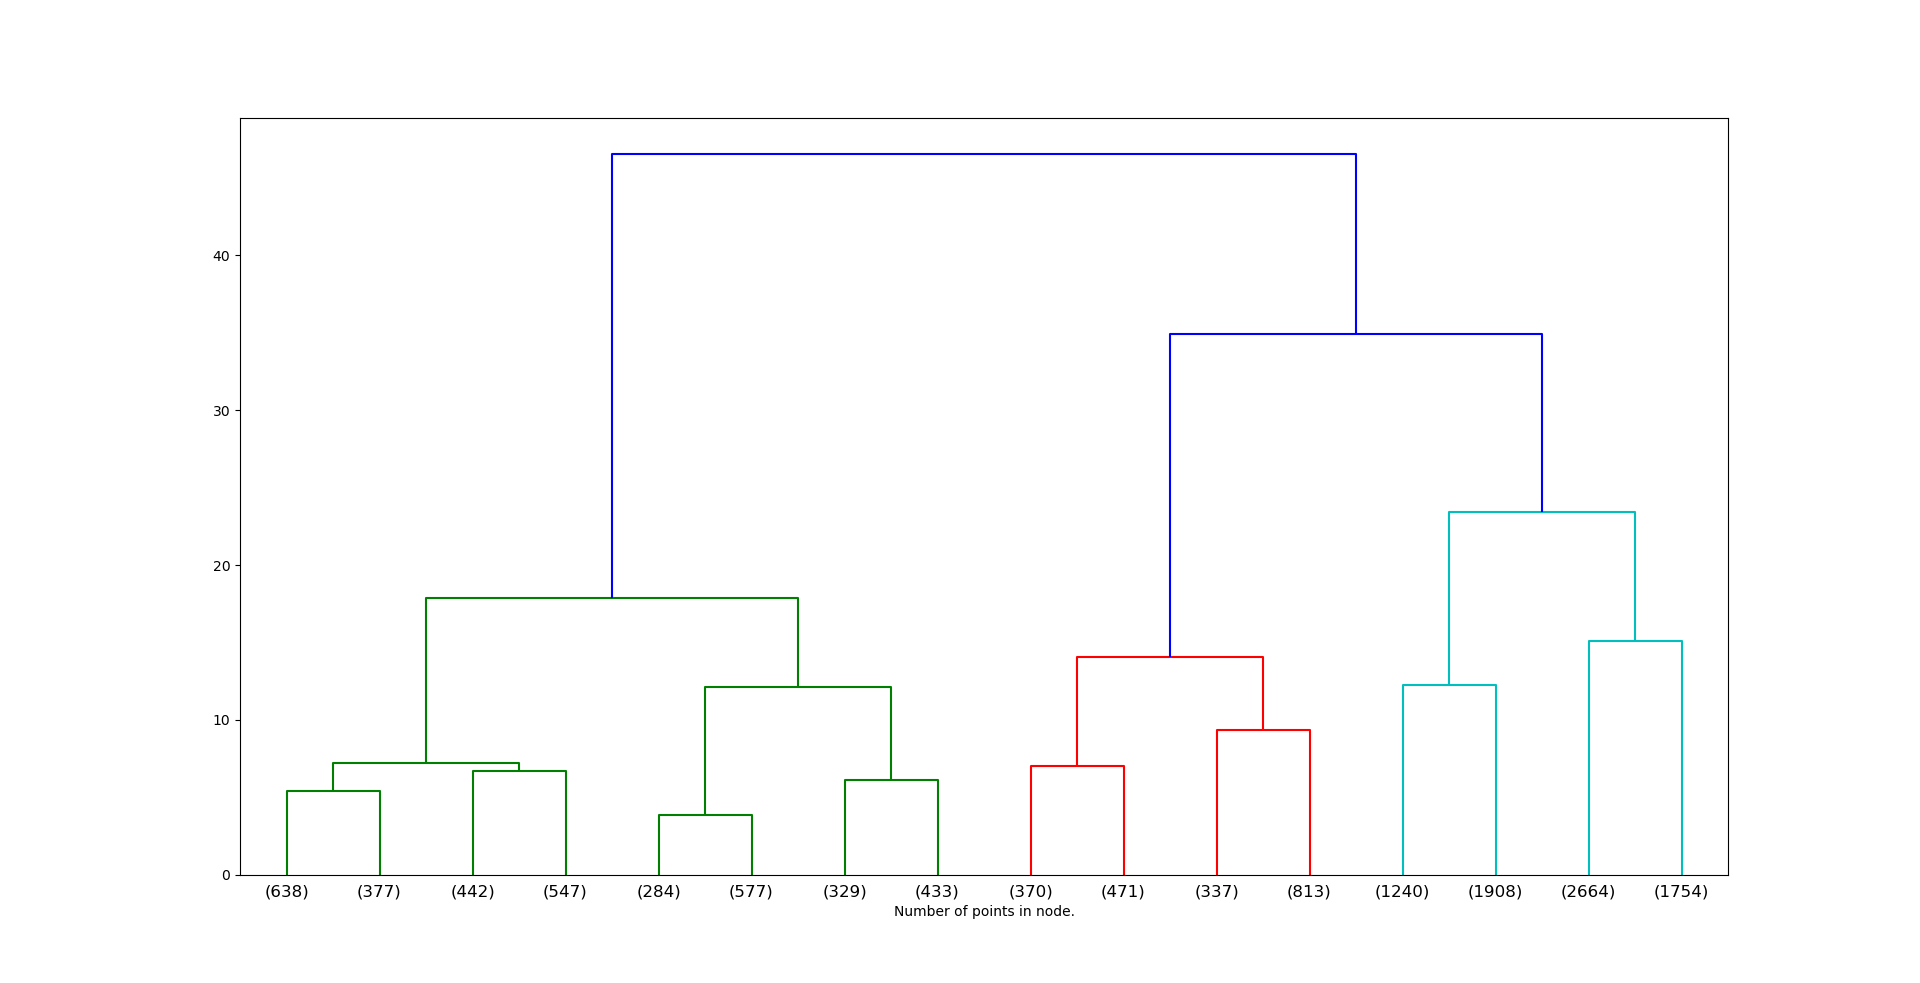 40
30
20
10
0
(638) (377) (442) (547) (284) (577) (329) (433) (370) (471) (337) (813) (1240) (1908) (2664) (1754)
Number of points in node.